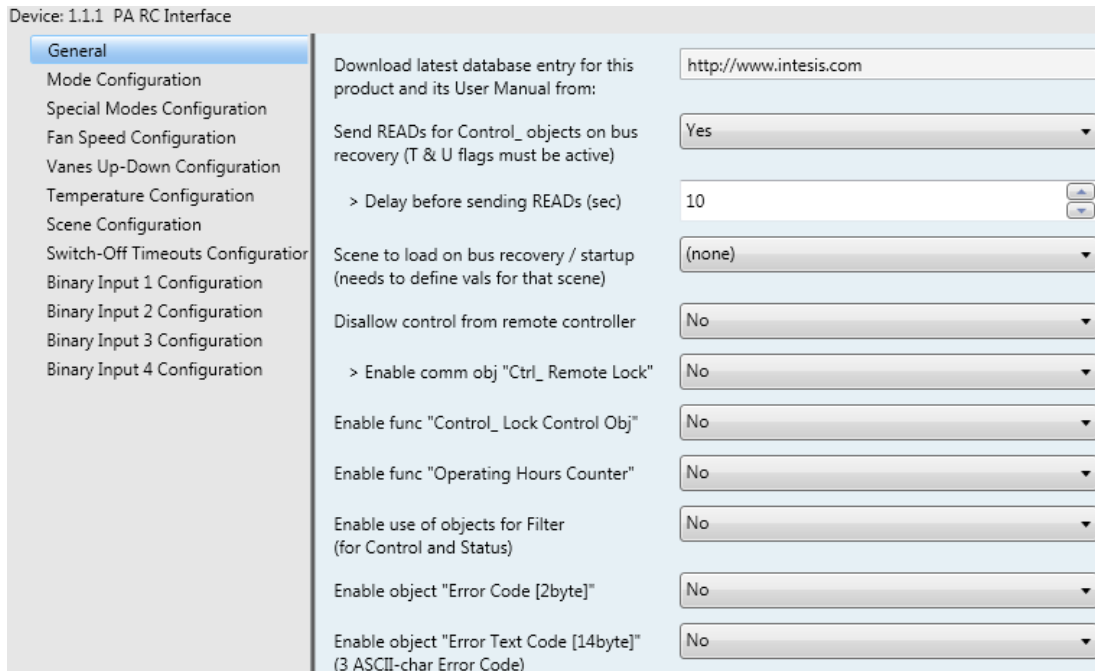 Device: 1.1.1 PA RC Interface
General
Mode Configuration
Special Modes Configuration
Fan Speed Configuration
Vanes Up-Down Configuration
Temperature Configuration
Scene Configuration
Switch-Off Timeouts Configuration
Binary Input 1 Configuration
Binary Input 2 Configuration
Binary Input 3 Configuration
Binary Input 4 Configuration
Download latest database entry for this
product and its User Manual from:
http://www.intesis.com
Send READs for Control_ objects on bus
recovery (T & U flags must be active)
Yes
> Delay before sending READs (sec)
10
Scene to load on bus recovery / startup
(needs to define vals for that scene)
(none)
Disallow control from remote controller
No
> Enable comm obj "Ctrl_ Remote Lock"
No
Enable func "Control_ Lock Control Obj"
No
Enable func "Operating Hours Counter"
No
Enable use of objects for Filter
(for Control and Status)
No
Enable object "Error Code [2byte]"
No
Enable object "Error Text Code [14byte]"
(3 ASCII-char Error Code)
No